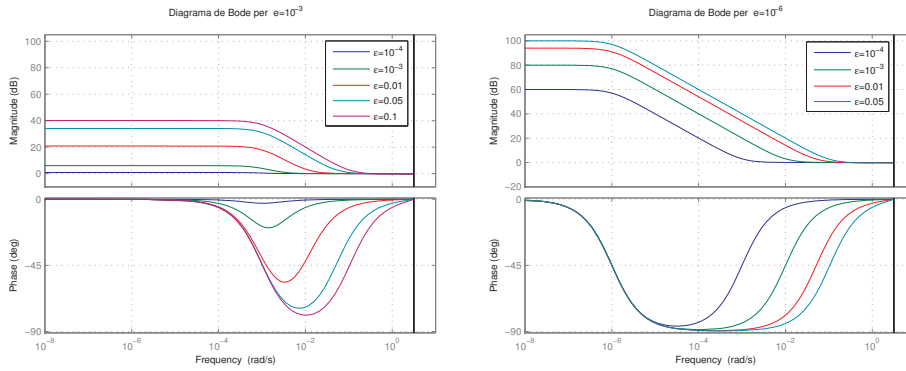 Diagrama de Bode per e=10⁻³
Magnitude (dB)
100
80
60
40
20
0
ε=10⁻⁴
ε=10⁻³
ε=0.01
ε=0.05
ε=0.1
Phase (deg)
0
−45
−90
10⁻⁸
10⁻⁶
10⁻⁴
10⁻²
10⁰
Frequency (rad/s)
Diagrama de Bode per e=10⁻⁶
Magnitude (dB)
100
80
60
40
20
0
−20
ε=10⁻⁴
ε=10⁻³
ε=0.01
ε=0.05
Phase (deg)
0
−45
−90
10⁻⁸
10⁻⁶
10⁻⁴
10⁻²
10⁰
Frequency (rad/s)